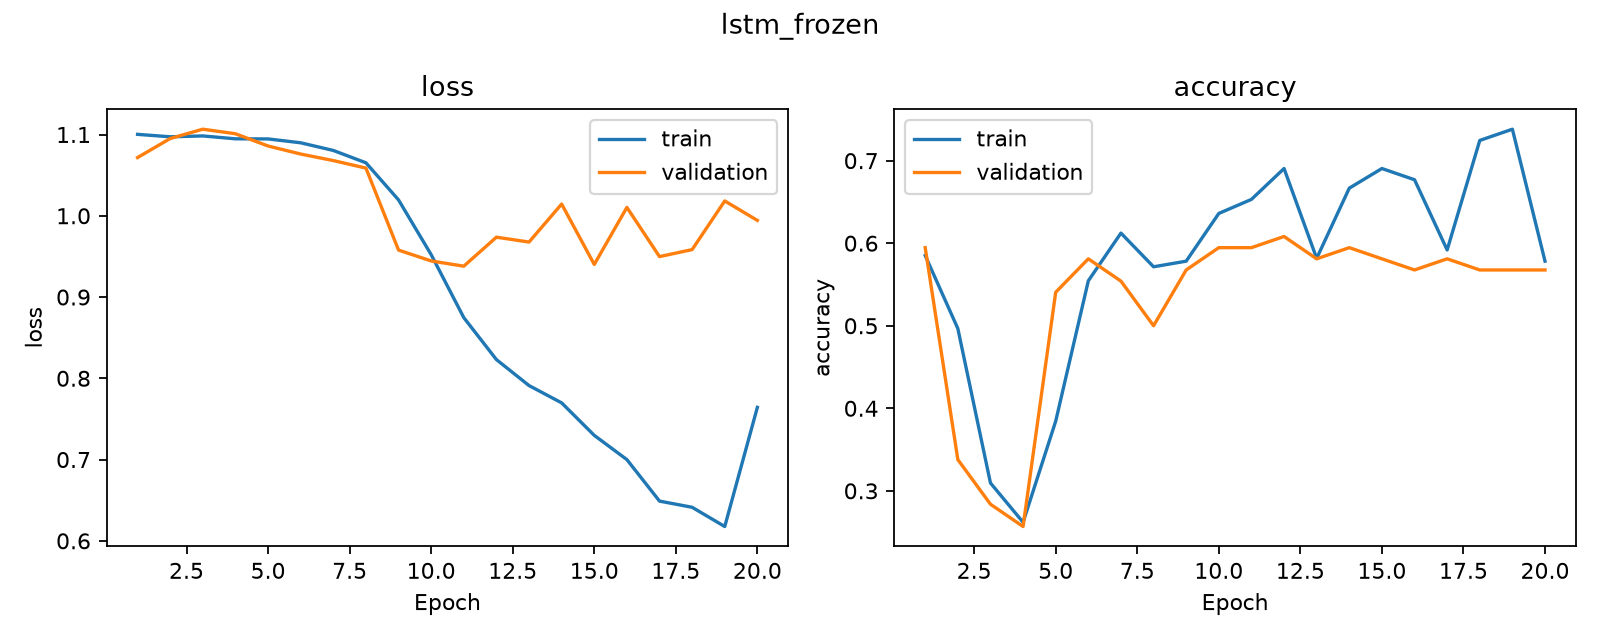 lstm_frozen
loss
train
validation
1.1
1.0
0.9
0.8
0.7
0.6
loss
2.5 5.0 7.5 10.0 12.5 15.0 17.5 20.0
Epoch
accuracy
train
validation
0.7
0.6
0.5
0.4
0.3
accuracy
2.5 5.0 7.5 10.0 12.5 15.0 17.5 20.0
Epoch